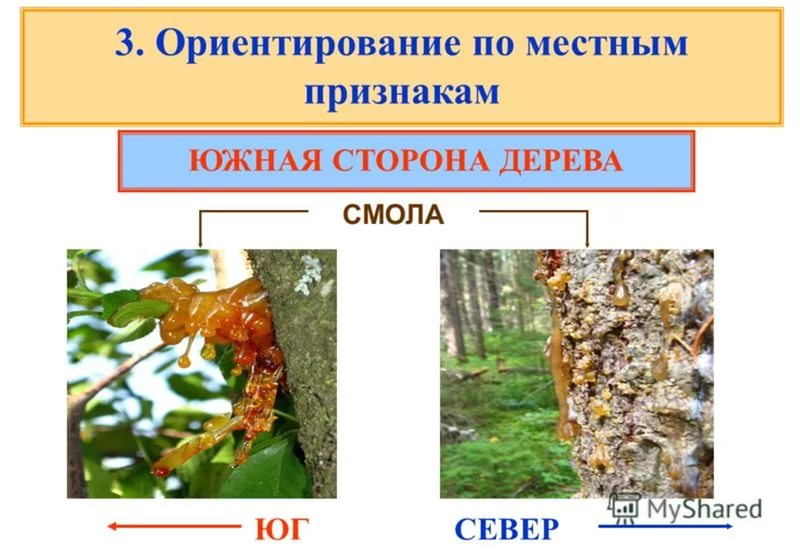 3. Ориентирование по местным
признакам
ЮЖНАЯ СТОРОНА ДЕРЕВА
СМОЛА
ЮГ
СЕВЕР
MyShared